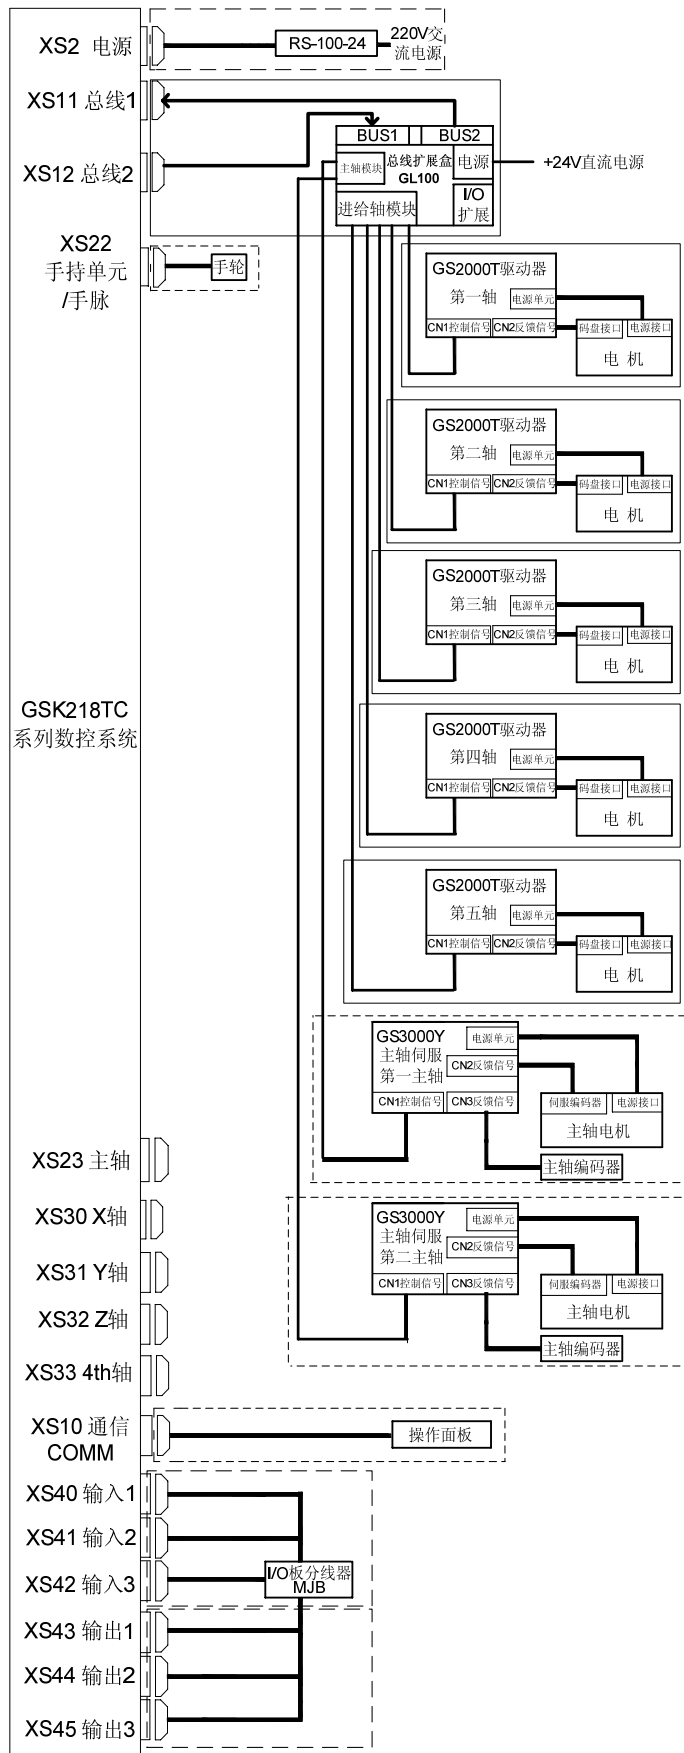 XS2 电源
RS-100-24
220V交
流电源
XS11 总线1
XS12 总线2
BUS1
BUS2
主轴模块
总线扩展盒
GL100
电源
+24V直流电源
进给轴模块
I/O
扩展
XS22
手持单元
/手脉
手轮
GS2000T驱动器
第一轴
电源单元
CN1控制信号
CN2反馈信号
码盘接口
电源接口
电 机
GS2000T驱动器
第二轴
电源单元
CN1控制信号
CN2反馈信号
码盘接口
电源接口
电 机
GS2000T驱动器
第三轴
电源单元
CN1控制信号
CN2反馈信号
码盘接口
电源接口
电 机
GSK218TC
系列数控系统
GS2000T驱动器
第四轴
电源单元
CN1控制信号
CN2反馈信号
码盘接口
电源接口
电 机
GS2000T驱动器
第五轴
电源单元
CN1控制信号
CN2反馈信号
码盘接口
电源接口
电 机
GS3000Y
主轴伺服
第一主轴
电源单元
CN2反馈信号
CN1控制信号
CN3反馈信号
伺服编码器
电源接口
主轴电机
主轴编码器
XS23 主轴
XS30 X轴
XS31 Y轴
XS32 Z轴
XS33 4th轴
GS3000Y
主轴伺服
第二主轴
电源单元
CN2反馈信号
CN1控制信号
CN3反馈信号
伺服编码器
电源接口
主轴电机
主轴编码器
XS10 通信
COMM
操作面板
XS40 输入1
XS41 输入2
XS42 输入3
I/O板分线器
MJB
XS43 输出1
XS44 输出2
XS45 输出3